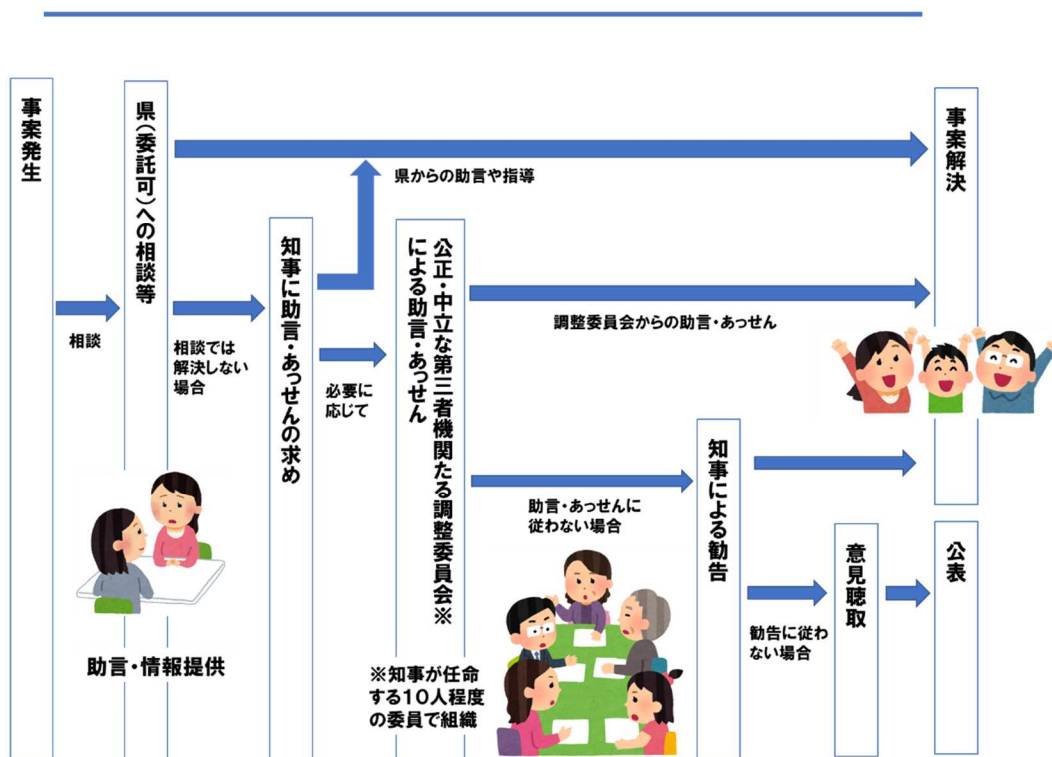 事案発生
相談
県(委託可)への相談等
助言・情報提供
相談では
解決しない
場合
知事に助言・あっせんの求め
県からの助言や指導
必要に
応じて
公正・中立な第三者機関たる調整委員会※
による助言・あっせん
※知事が任命
する10人程度
の委員で組織
調整委員会からの助言・あっせん
助言・あっせんに
従わない場合
知事による勧告
勧告に従わ
ない場合
意見聴取
事案解決
公表